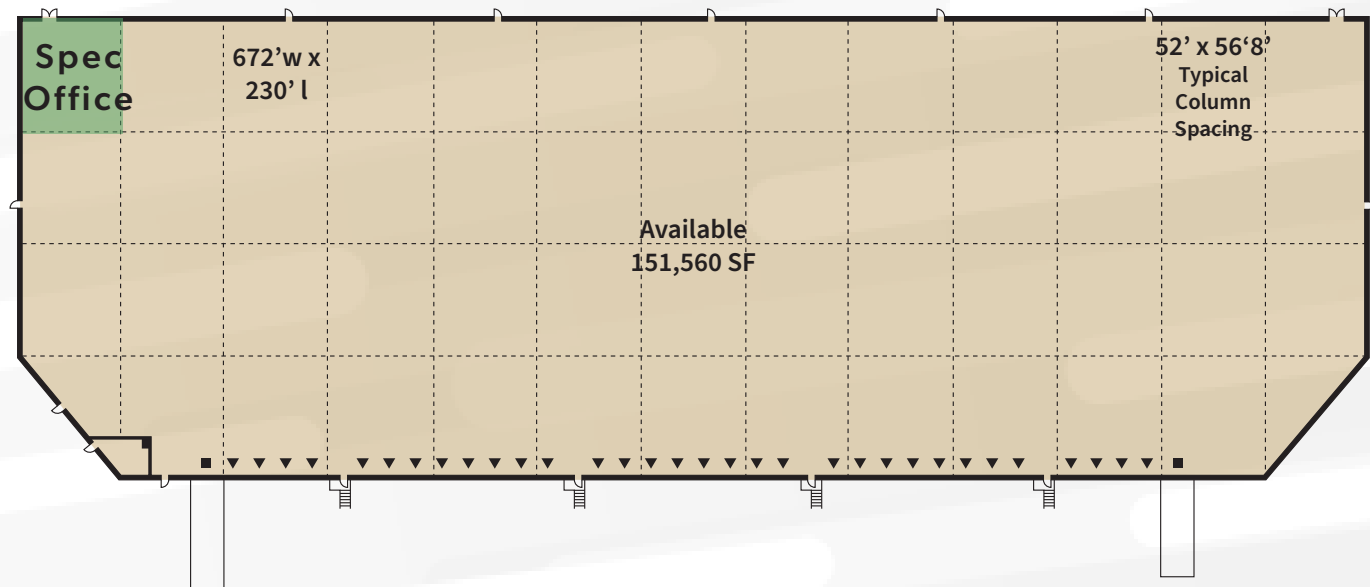 Spec
Office
672’w x
230’ l
52’ x 56‘8’
Typical
Column
Spacing
Available
151,560 SF